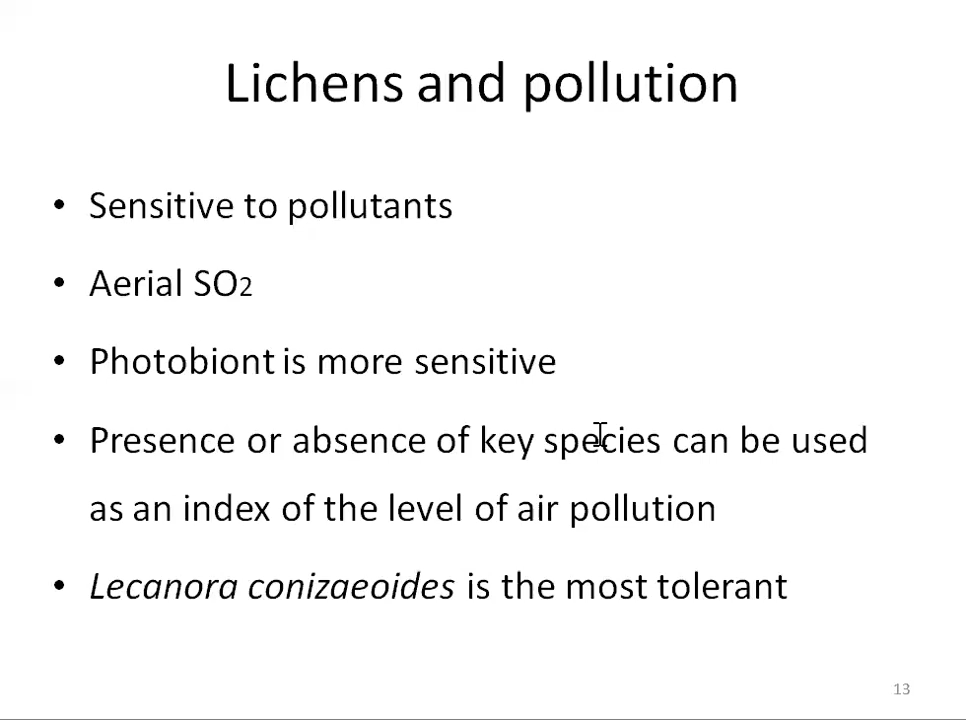 Lichens and pollution
• Sensitive to pollutants
• Aerial SO2
• Photobiont is more sensitive
• Presence or absence of key species can be used
as an index of the level of air pollution
• Lecanora conizaeoides is the most tolerant
13